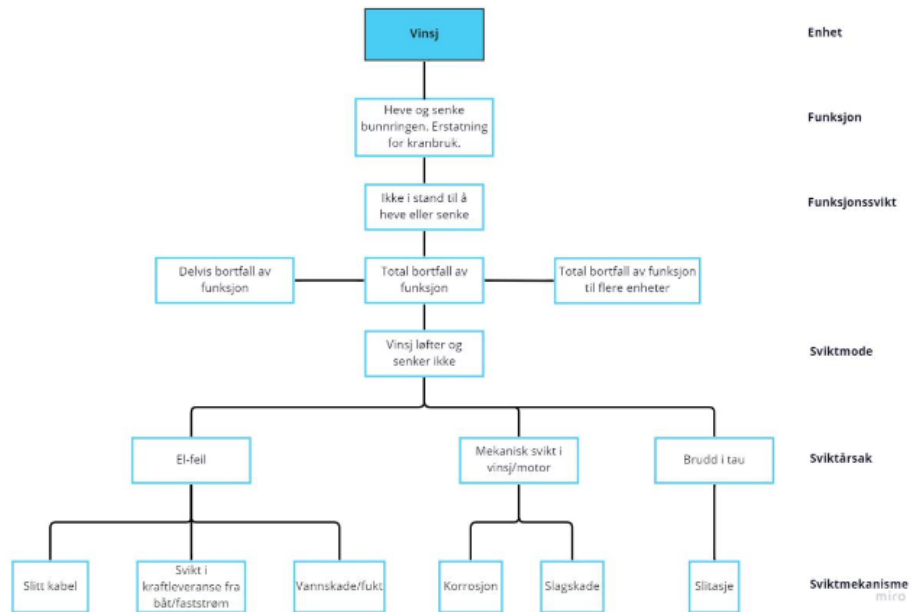 Vinsj
Enhet
Heve og senke
bunnringen. Erstatning
for kranbruk.
Funksjon
Ikke i stand til å
heve eller senke
Funksjonssvikt
Delvis bortfall av
funksjon
Total bortfall av
funksjon
Total bortfall av funksjon
til flere enheter
Vinsj løfter og
senker ikke
Sviktmode
El-feil
Mekanisk svikt i
vinsj/motor
Brudd i tau
Sviktårsak
Slitt kabel
Svikt i
kraftleveranse fra
båt/faststrøm
Vannskade/fukt
Korrosjon
Slagskade
Slitasje
Sviktmekanisme
miro